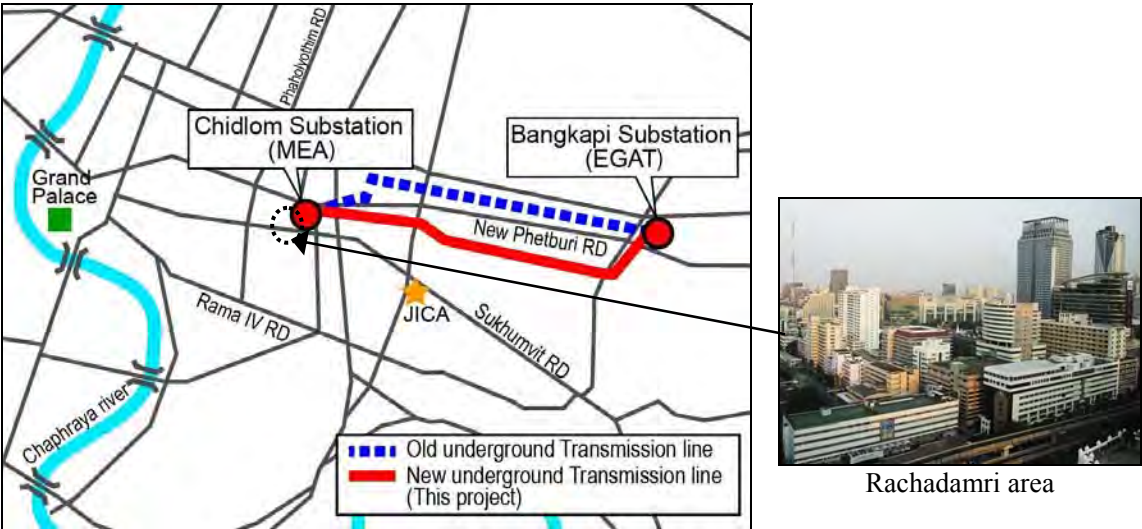 Phaholyothim RD
Chidlom Substation
(MEA)
Bangkapi Substation
(EGAT)
Grand
Palace
New Phetburi RD
Rama IV RD
JICA
Sukhumvit RD
Chaphraya river
Old underground Transmission line
New underground Transmission line
(This project)
Rachadamri area